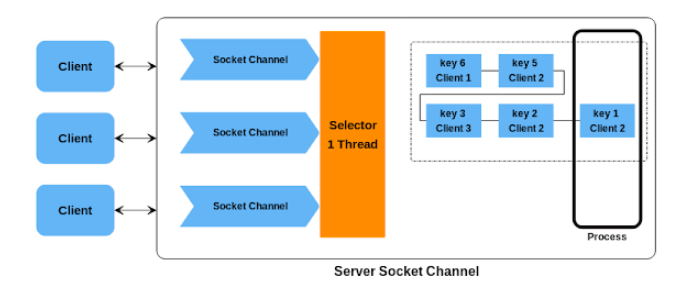 Client
Client
Client
Socket Channel
Socket Channel
Socket Channel
Selector
1 Thread
key 6
Client 1
key 5
Client 2
key 3
Client 3
key 2
Client 2
key 1
Client 2
Process
Server Socket Channel